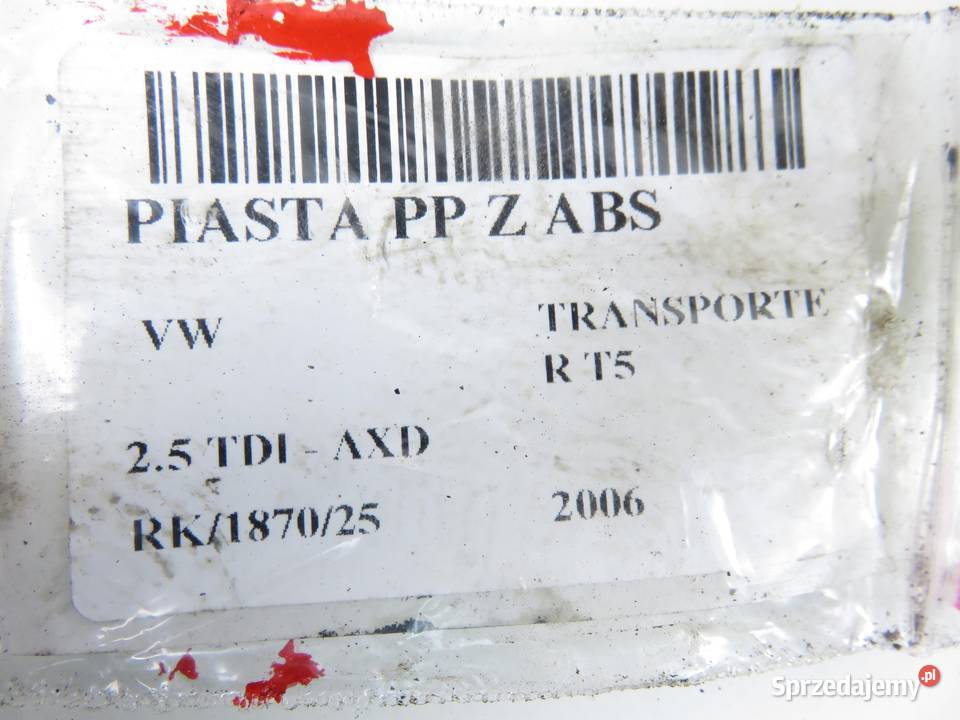 PIASTA PP Z ABS
VW
TRANSPORTE
R T5
2.5 TDI - AXD
RK/1870/25
2006
Sprzedajemy.pl